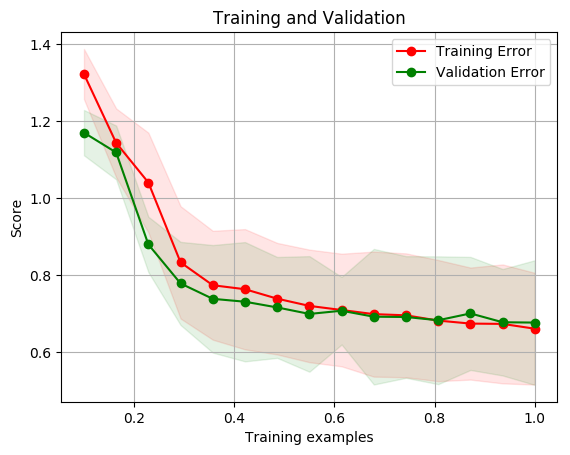 Training and Validation
Training Error
Validation Error
Score
1.4
1.2
1.0
0.8
0.6
0.2
0.4
0.6
0.8
1.0
Training examples